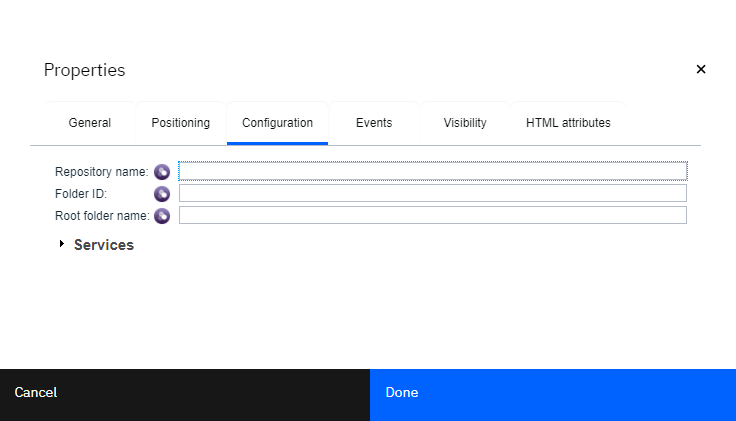 Properties
×
General Positioning Configuration Events Visibility HTML attributes
Repository name:
Folder ID:
Root folder name:
Services
Cancel Done